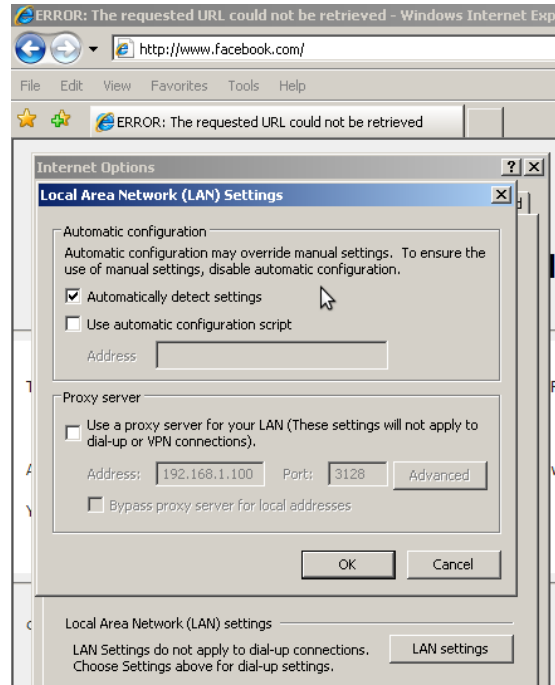 ERROR: The requested URL could not be retrieved - Windows Internet Exp
http://www.facebook.com/
File Edit View Favorites Tools Help
ERROR: The requested URL could not be retrieved
Internet Options
Local Area Network (LAN) Settings
Automatic configuration
Automatic configuration may override manual settings. To ensure the
use of manual settings, disable automatic configuration.
Automatically detect settings
Use automatic configuration script
Address
Proxy server
Use a proxy server for your LAN (These settings will not apply to
dial-up or VPN connections).
Address: 192.168.1.100 Port: 3128 Advanced
Bypass proxy server for local addresses
OK Cancel
Local Area Network (LAN) settings
LAN Settings do not apply to dial-up connections.
Choose Settings above for dial-up settings.
LAN settings